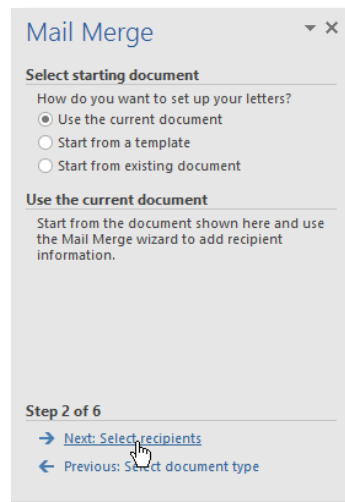 Mail Merge
Select starting document
How do you want to set up your letters?
Use the current document
Start from a template
Start from existing document
Use the current document
Start from the document shown here and use
the Mail Merge wizard to add recipient
information.
Step 2 of 6
Next: Select recipients
Previous: Select document type